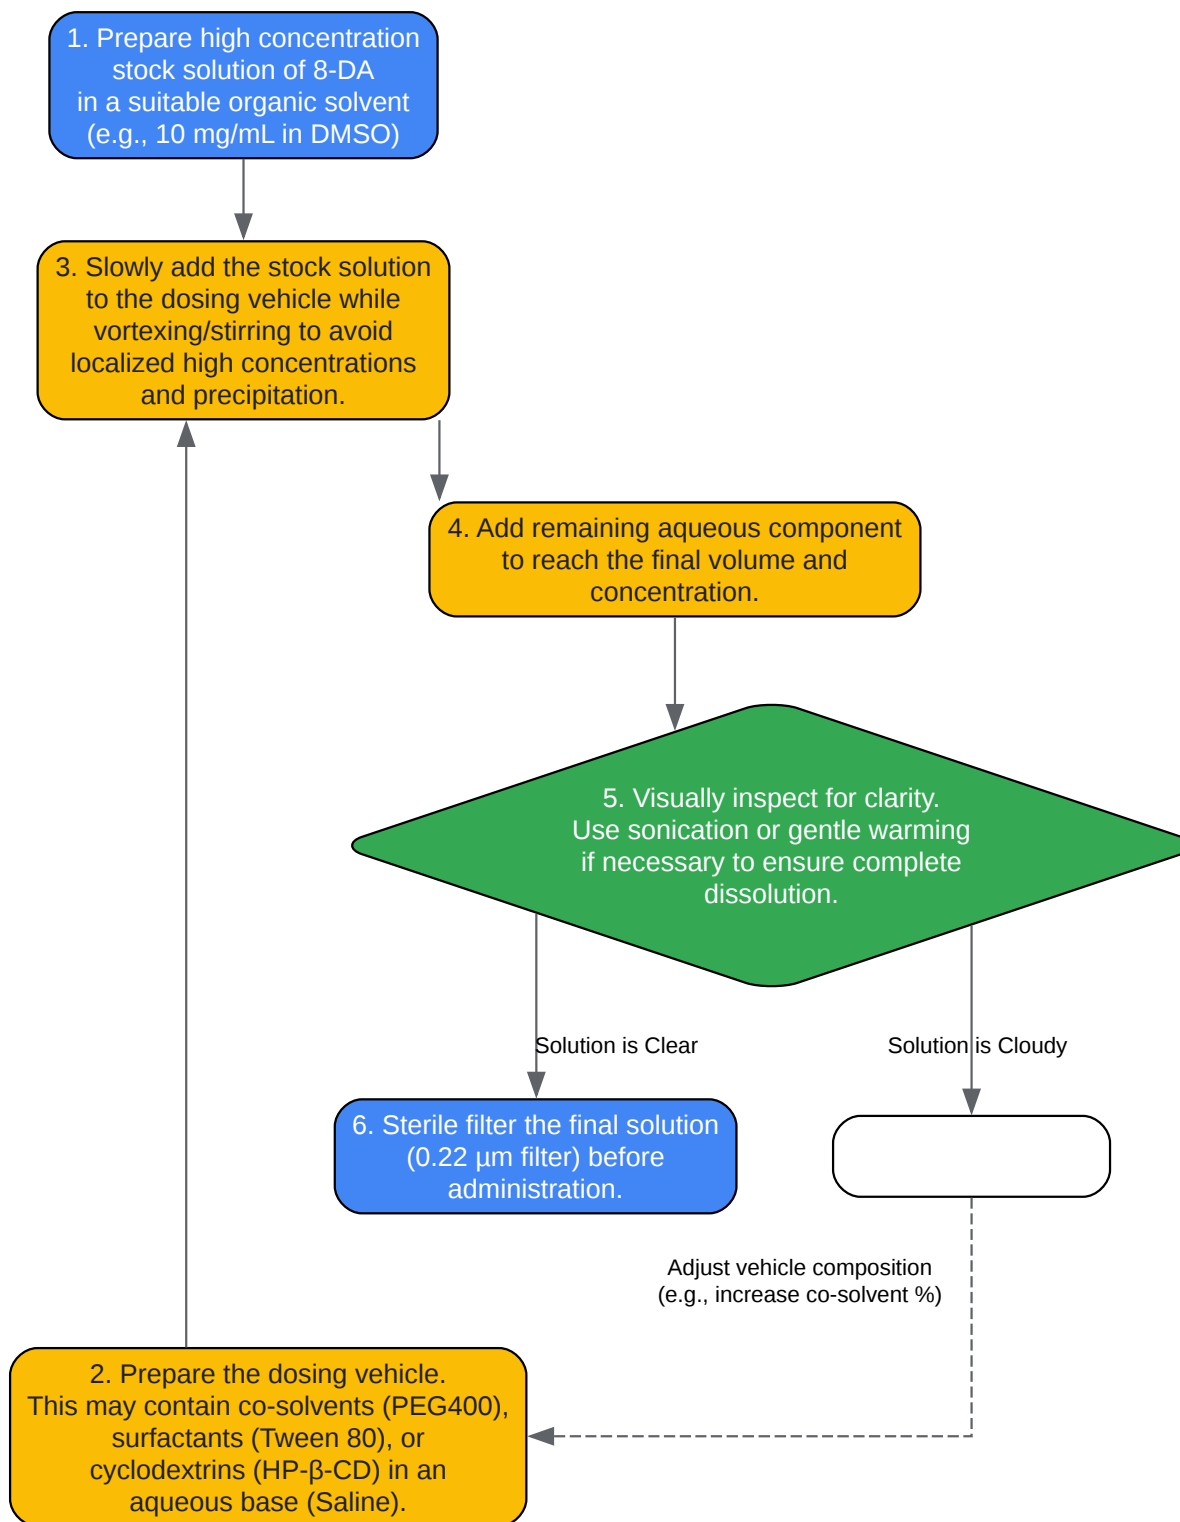 1. Prepare high concentration
stock solution of 8-DA
in a suitable organic solvent
(e.g., 10 mg/mL in DMSO)
3. Slowly add the stock solution
to the dosing vehicle while
vortexing/stirring to avoid
localized high concentrations
and precipitation.
4. Add remaining aqueous component
to reach the final volume and
concentration.
5. Visually inspect for clarity.
Use sonication or gentle warming
if necessary to ensure complete
dissolution.
Solution is Clear
Solution is Cloudy
6. Sterile filter the final solution
(0.22 µm filter) before
administration.
Adjust vehicle composition
(e.g., increase co-solvent %)
2. Prepare the dosing vehicle.
This may contain co-solvents (PEG400),
surfactants (Tween 80), or
cyclodextrins (HP-β-CD) in an
aqueous base (Saline).